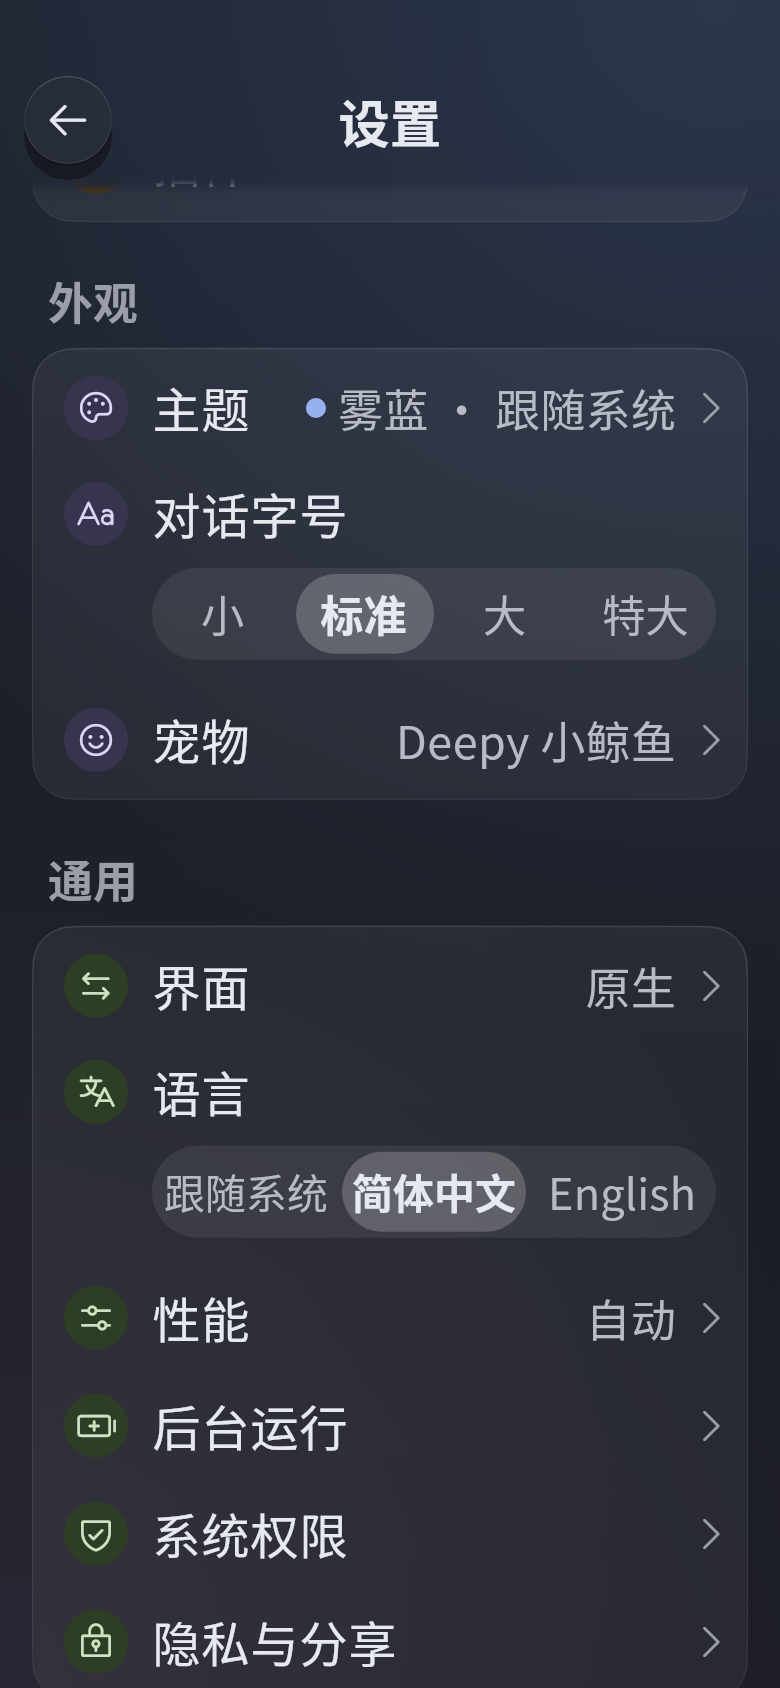 设置
外观
主题 雾蓝 · 跟随系统
Aa 对话字号
小 标准 大 特大
宠物 Deepy 小鲸鱼
通用
界面 原生
文A 语言
跟随系统 简体中文 English
性能 自动
后台运行
系统权限
隐私与分享